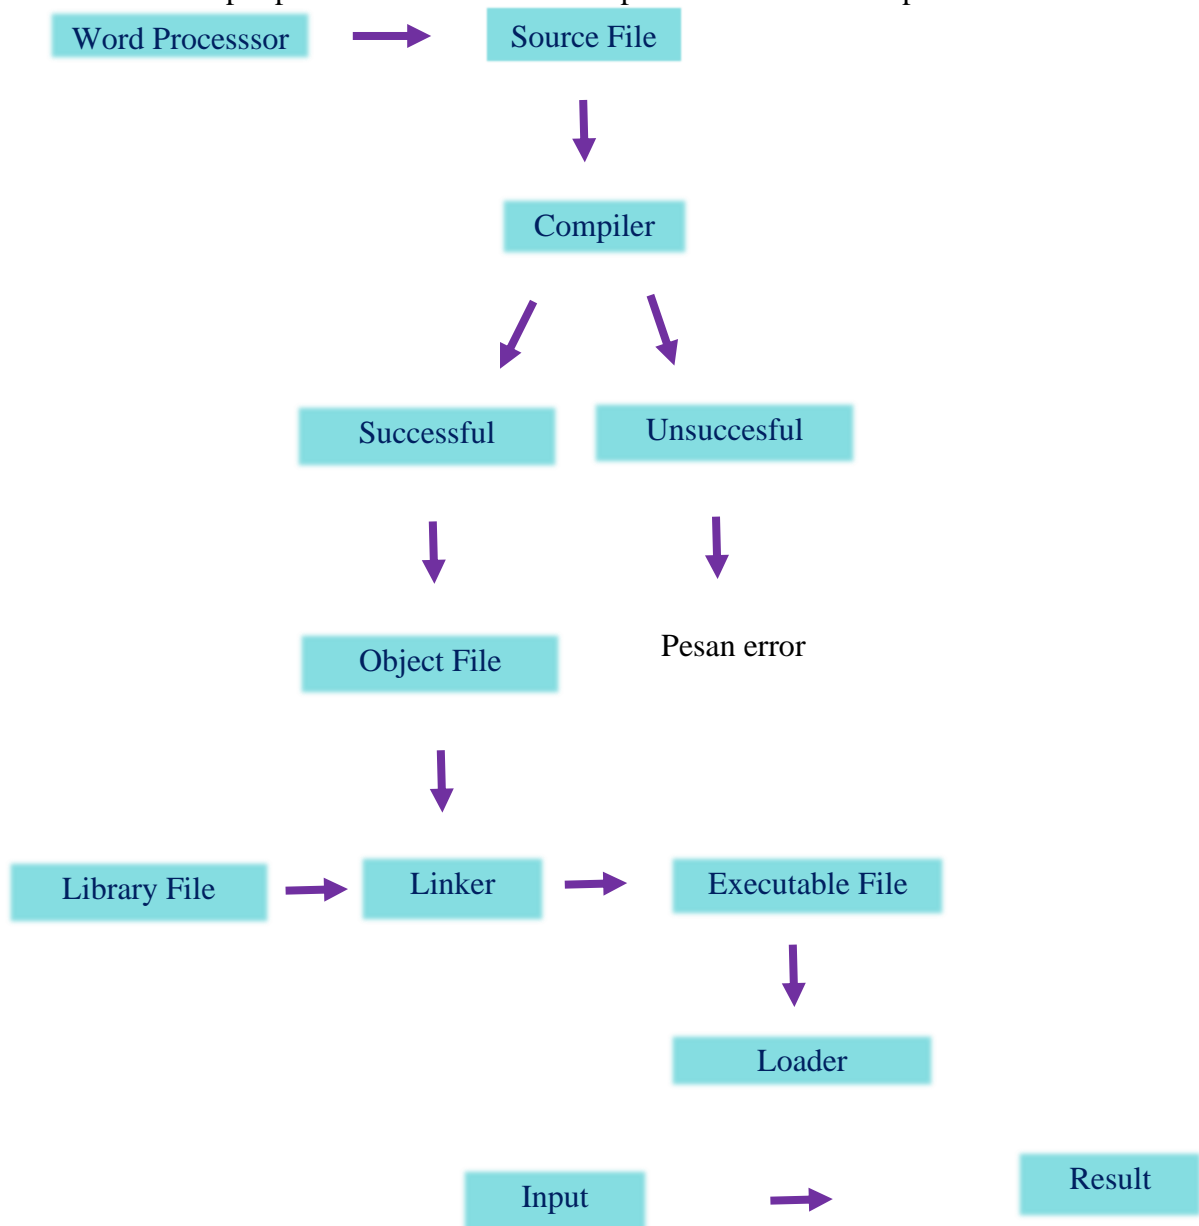 Word Processsor
Source File
Compiler
Successful
Unsuccesful
Object File
Pesan error
Library File
Linker
Executable File
Loader
Input
Result